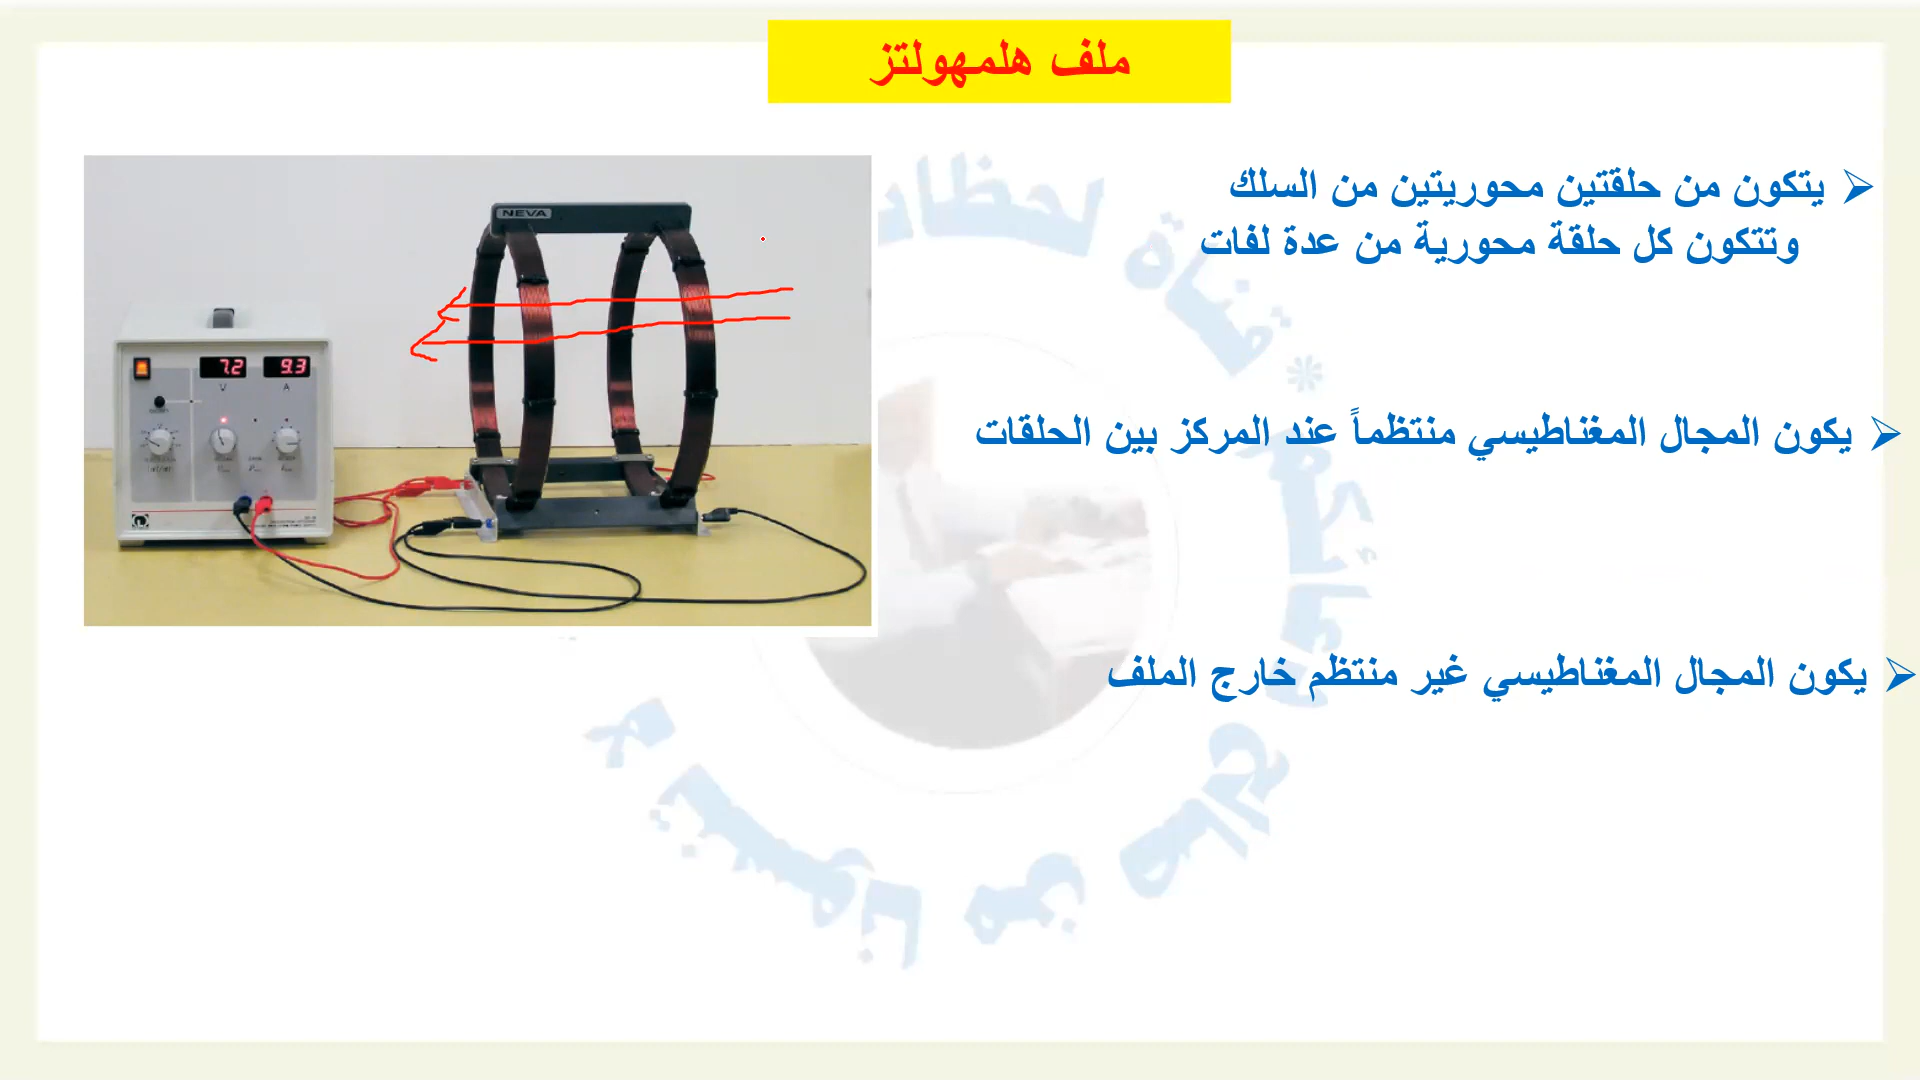 ملف هلمهولتز
يتكون من حلقتين محوريتين من السلك
وتتكون كل حلقة محورية من عدة لفات
يكون المجال المغناطيسي منتظماً عند المركز بين الحلقات
يكون المجال المغناطيسي غير منتظم خارج الملف
NEVA
7.2
9.3
V
A